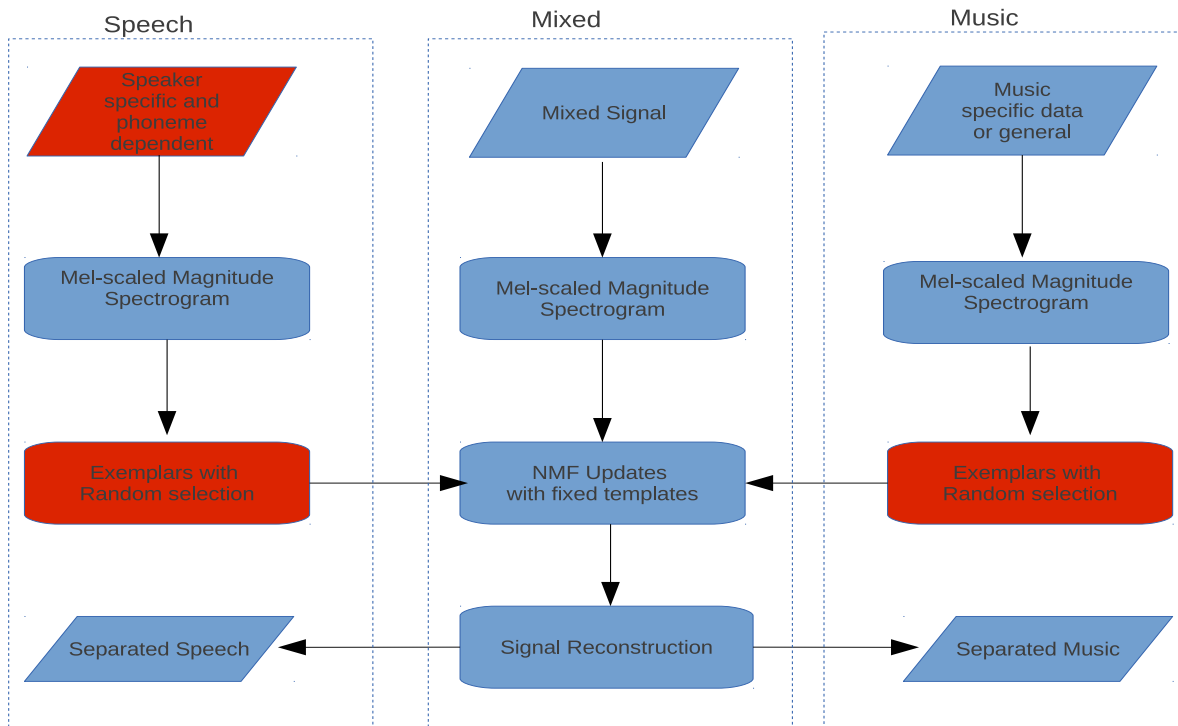 Speech
Mixed
Music
Speaker
specific and
phoneme
dependent
Mixed Signal
Music
specific data
or general
Mel-scaled Magnitude
Spectrogram
Mel-scaled Magnitude
Spectrogram
Mel-scaled Magnitude
Spectrogram
Exemplars with
Random selection
NMF Updates
with fixed templates
Exemplars with
Random selection
Separated Speech
Signal Reconstruction
Separated Music